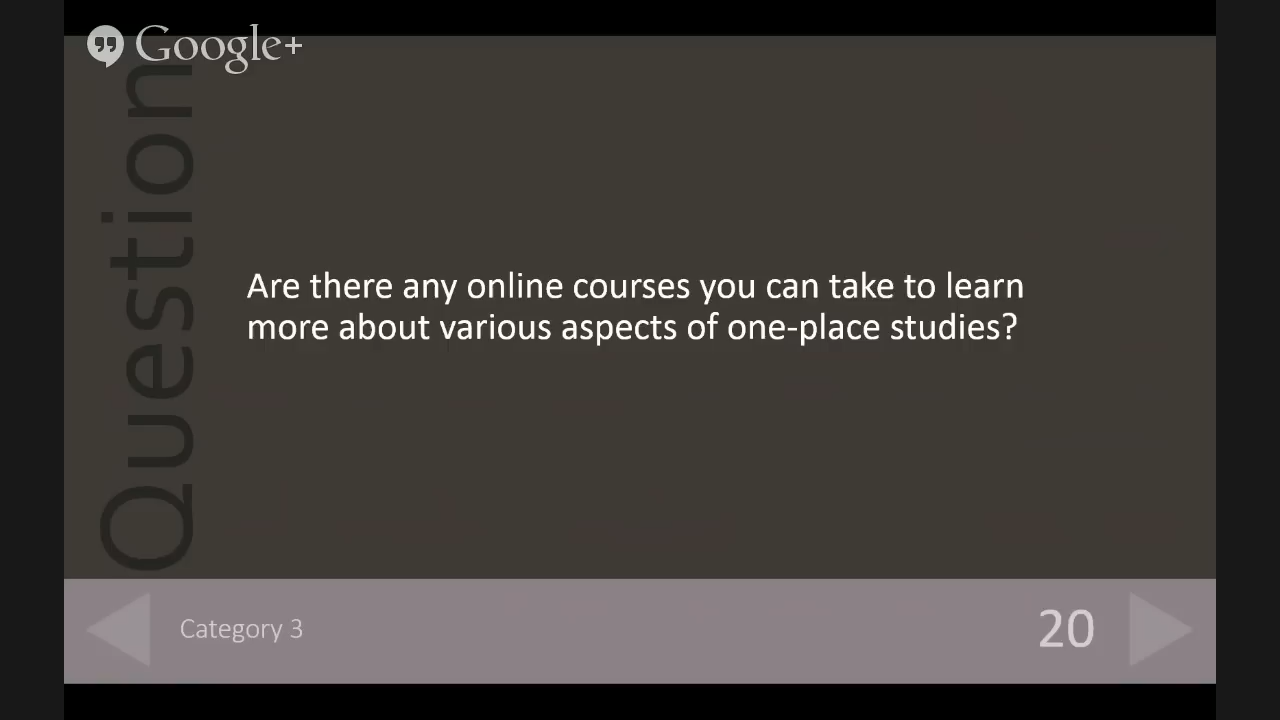 Google+
Question
Are there any online courses you can take to learn
more about various aspects of one-place studies?
Category 3
20